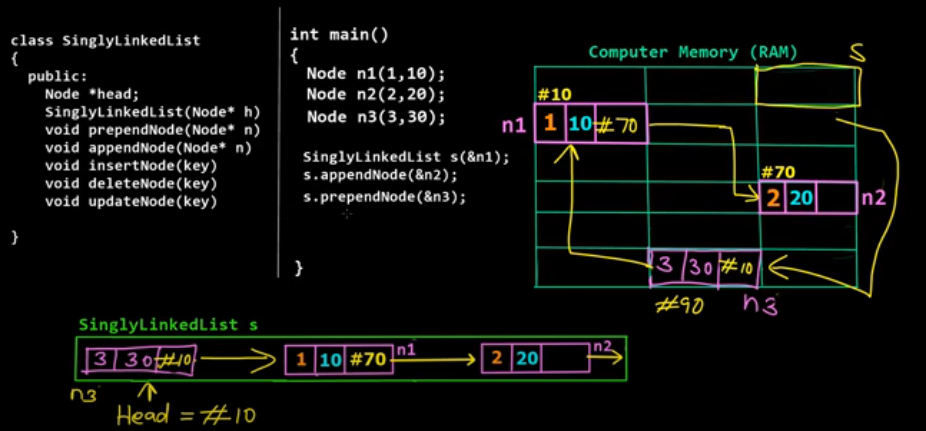 class SinglyLinkedList
{
public:
Node *head;
SinglyLinkedList(Node* h)
void prependNode(Node* n)
void appendNode(Node* n)
void insertNode(key)
void deleteNode(key)
void updateNode(key)
}
int main()
{
Node n1(1,10);
Node n2(2,20);
Node n3(3,30);
SinglyLinkedList s(&n1);
s.appendNode(&n2);
s.prependNode(&n3);
}
Computer Memory (RAM)
S
#10
n1 1 10 #70
#70
2 20 n2
3 30 #10
#90 n3
SinglyLinkedList s
3 30 #10 1 10 #70 n1 2 20 n2
n3
Head = #10